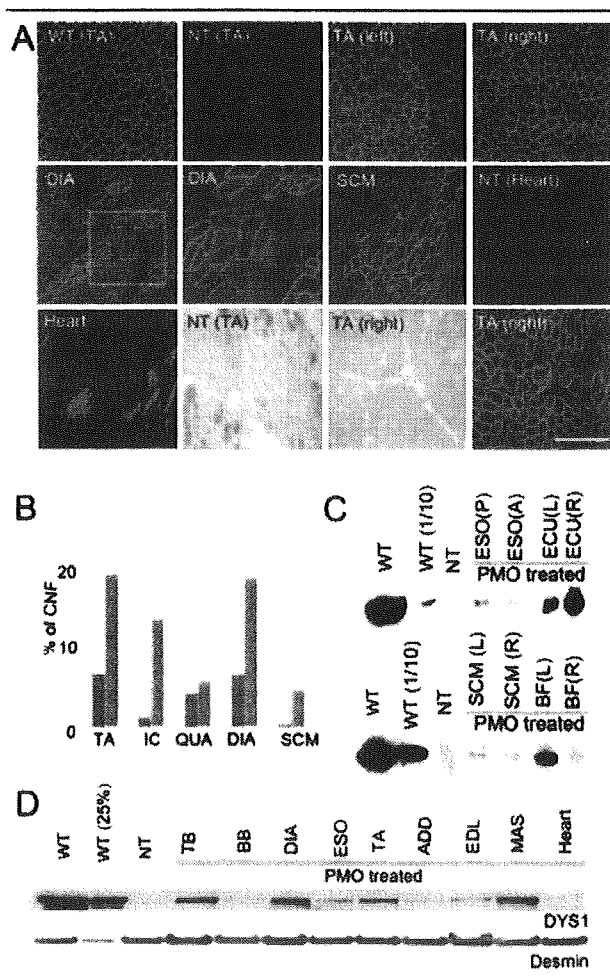 A
WT (TA) NT (TA) TA (left) TA (right)
DIA DIA SCM NT (Heart)
Heart NT (TA) TA (right) TA (right)
B
% of CNF
20
10
0
TA IC QUA DIA SCM
C
WT WT (1/10) NT ESO(P) ESO(A) ECU(L) ECU(R)
PMO treated
WT WT (1/10) NT SCM (L) SCM (R) BF(L) BF(R)
PMO treated
D
WT WT (25%) NT TB BB DIA ESO TA ADD EDL MAS Heart
PMO treated
DYS1
Desmin